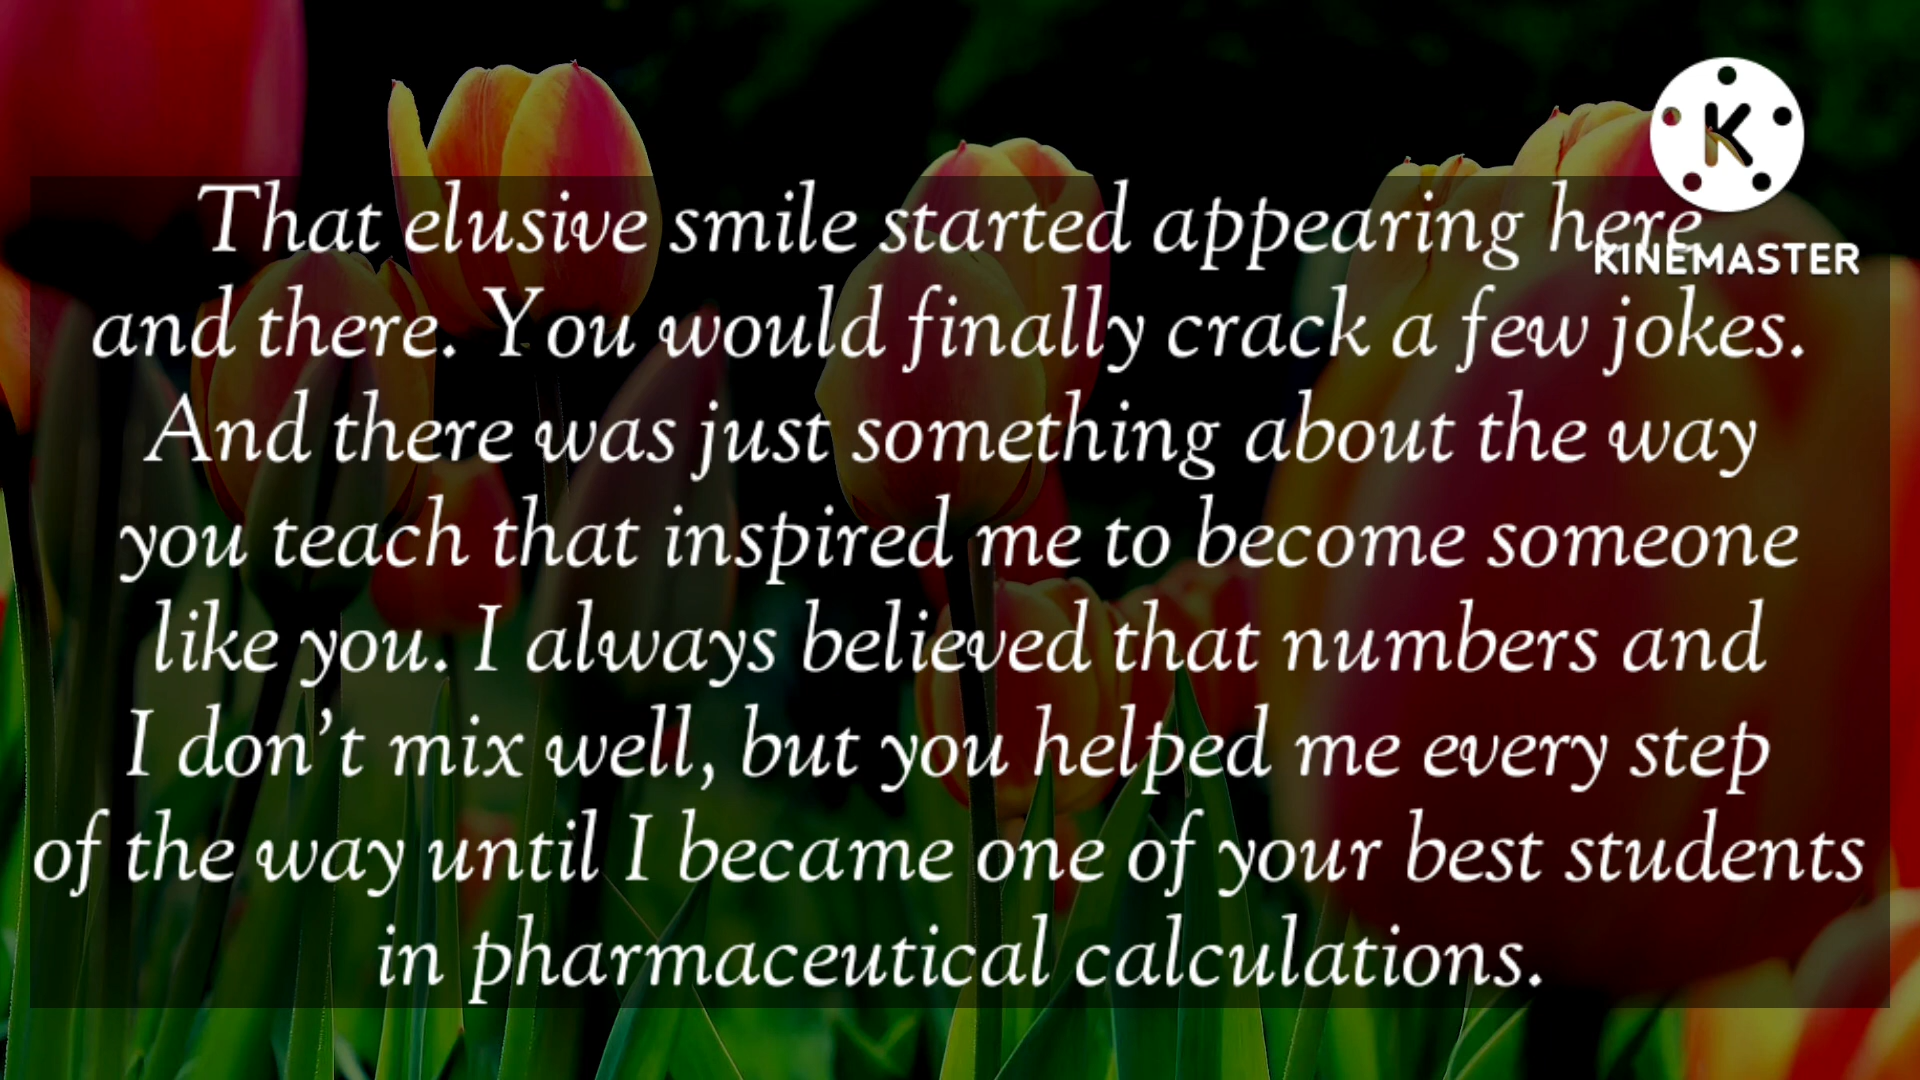 That elusive smile started appearing here
KINEMASTER
and there. You would finally crack a few jokes.
And there was just something about the way
you teach that inspired me to become someone
like you. I always believed that numbers and
I don't mix well, but you helped me every step
of the way until I became one of your best students
in pharmaceutical calculations.